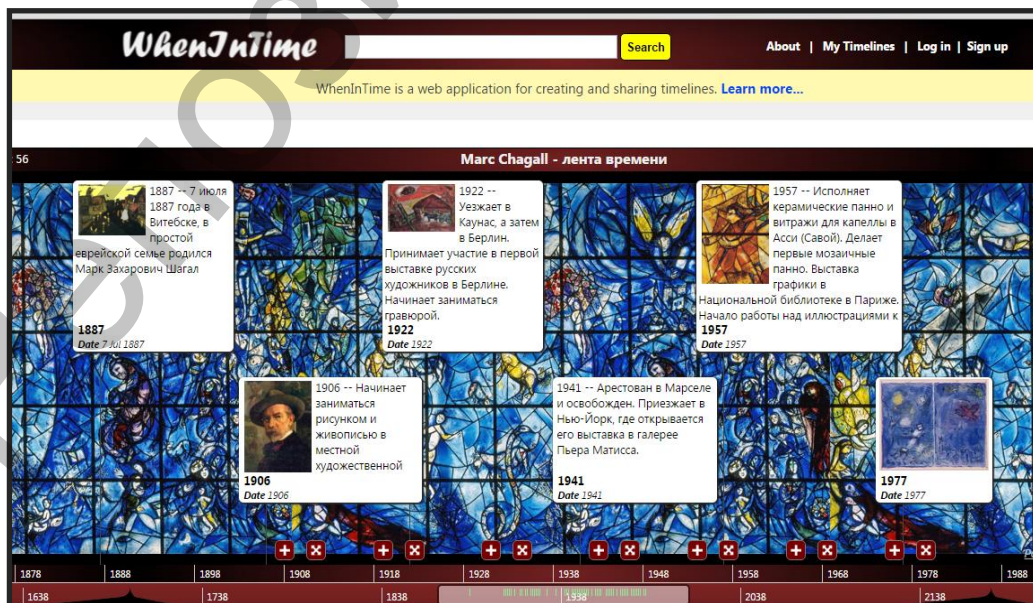 WhenInTime
Search
About | My Timelines | Log in | Sign up
WhenInTime is a web application for creating and sharing timelines. Learn more...
56
Marc Chagall - лента времени
1887 -- 7 июля
1887 года в
Витебске, в
простой
еврейской семье родился
Марк Захарович Шагал
1887
Date 7 Jul 1887
1922 --
Уезжает в
Каунас, а затем
в Берлин.
Принимает участие в первой
выставке русских
художников в Берлине.
Начинает заниматься
гравюрой.
1922
Date 1922
1957 -- Исполняет
керамические панно и
витражи для капеллы в
Асси (Савой). Делает
первые мозаичные
панно. Выставка
графики в
Национальной библиотеке в Париже.
Начало работы над иллюстрациями к
1957
Date 1957
1906 -- Начинает
заниматься
рисунком и
живописью в
местной
художественной
1906
Date 1906
1941 -- Арестован в Марселе
и освобожден. Приезжает в
Нью-Йорк, где открывается
его выставка в галерее
Пьера Матисса.
1941
Date 1941
1977
Date 1977
1878 1888 1898 1908 1918 1928 1938 1948 1958 1968 1978 1988
1638 1738 1838 1938 2038 2138